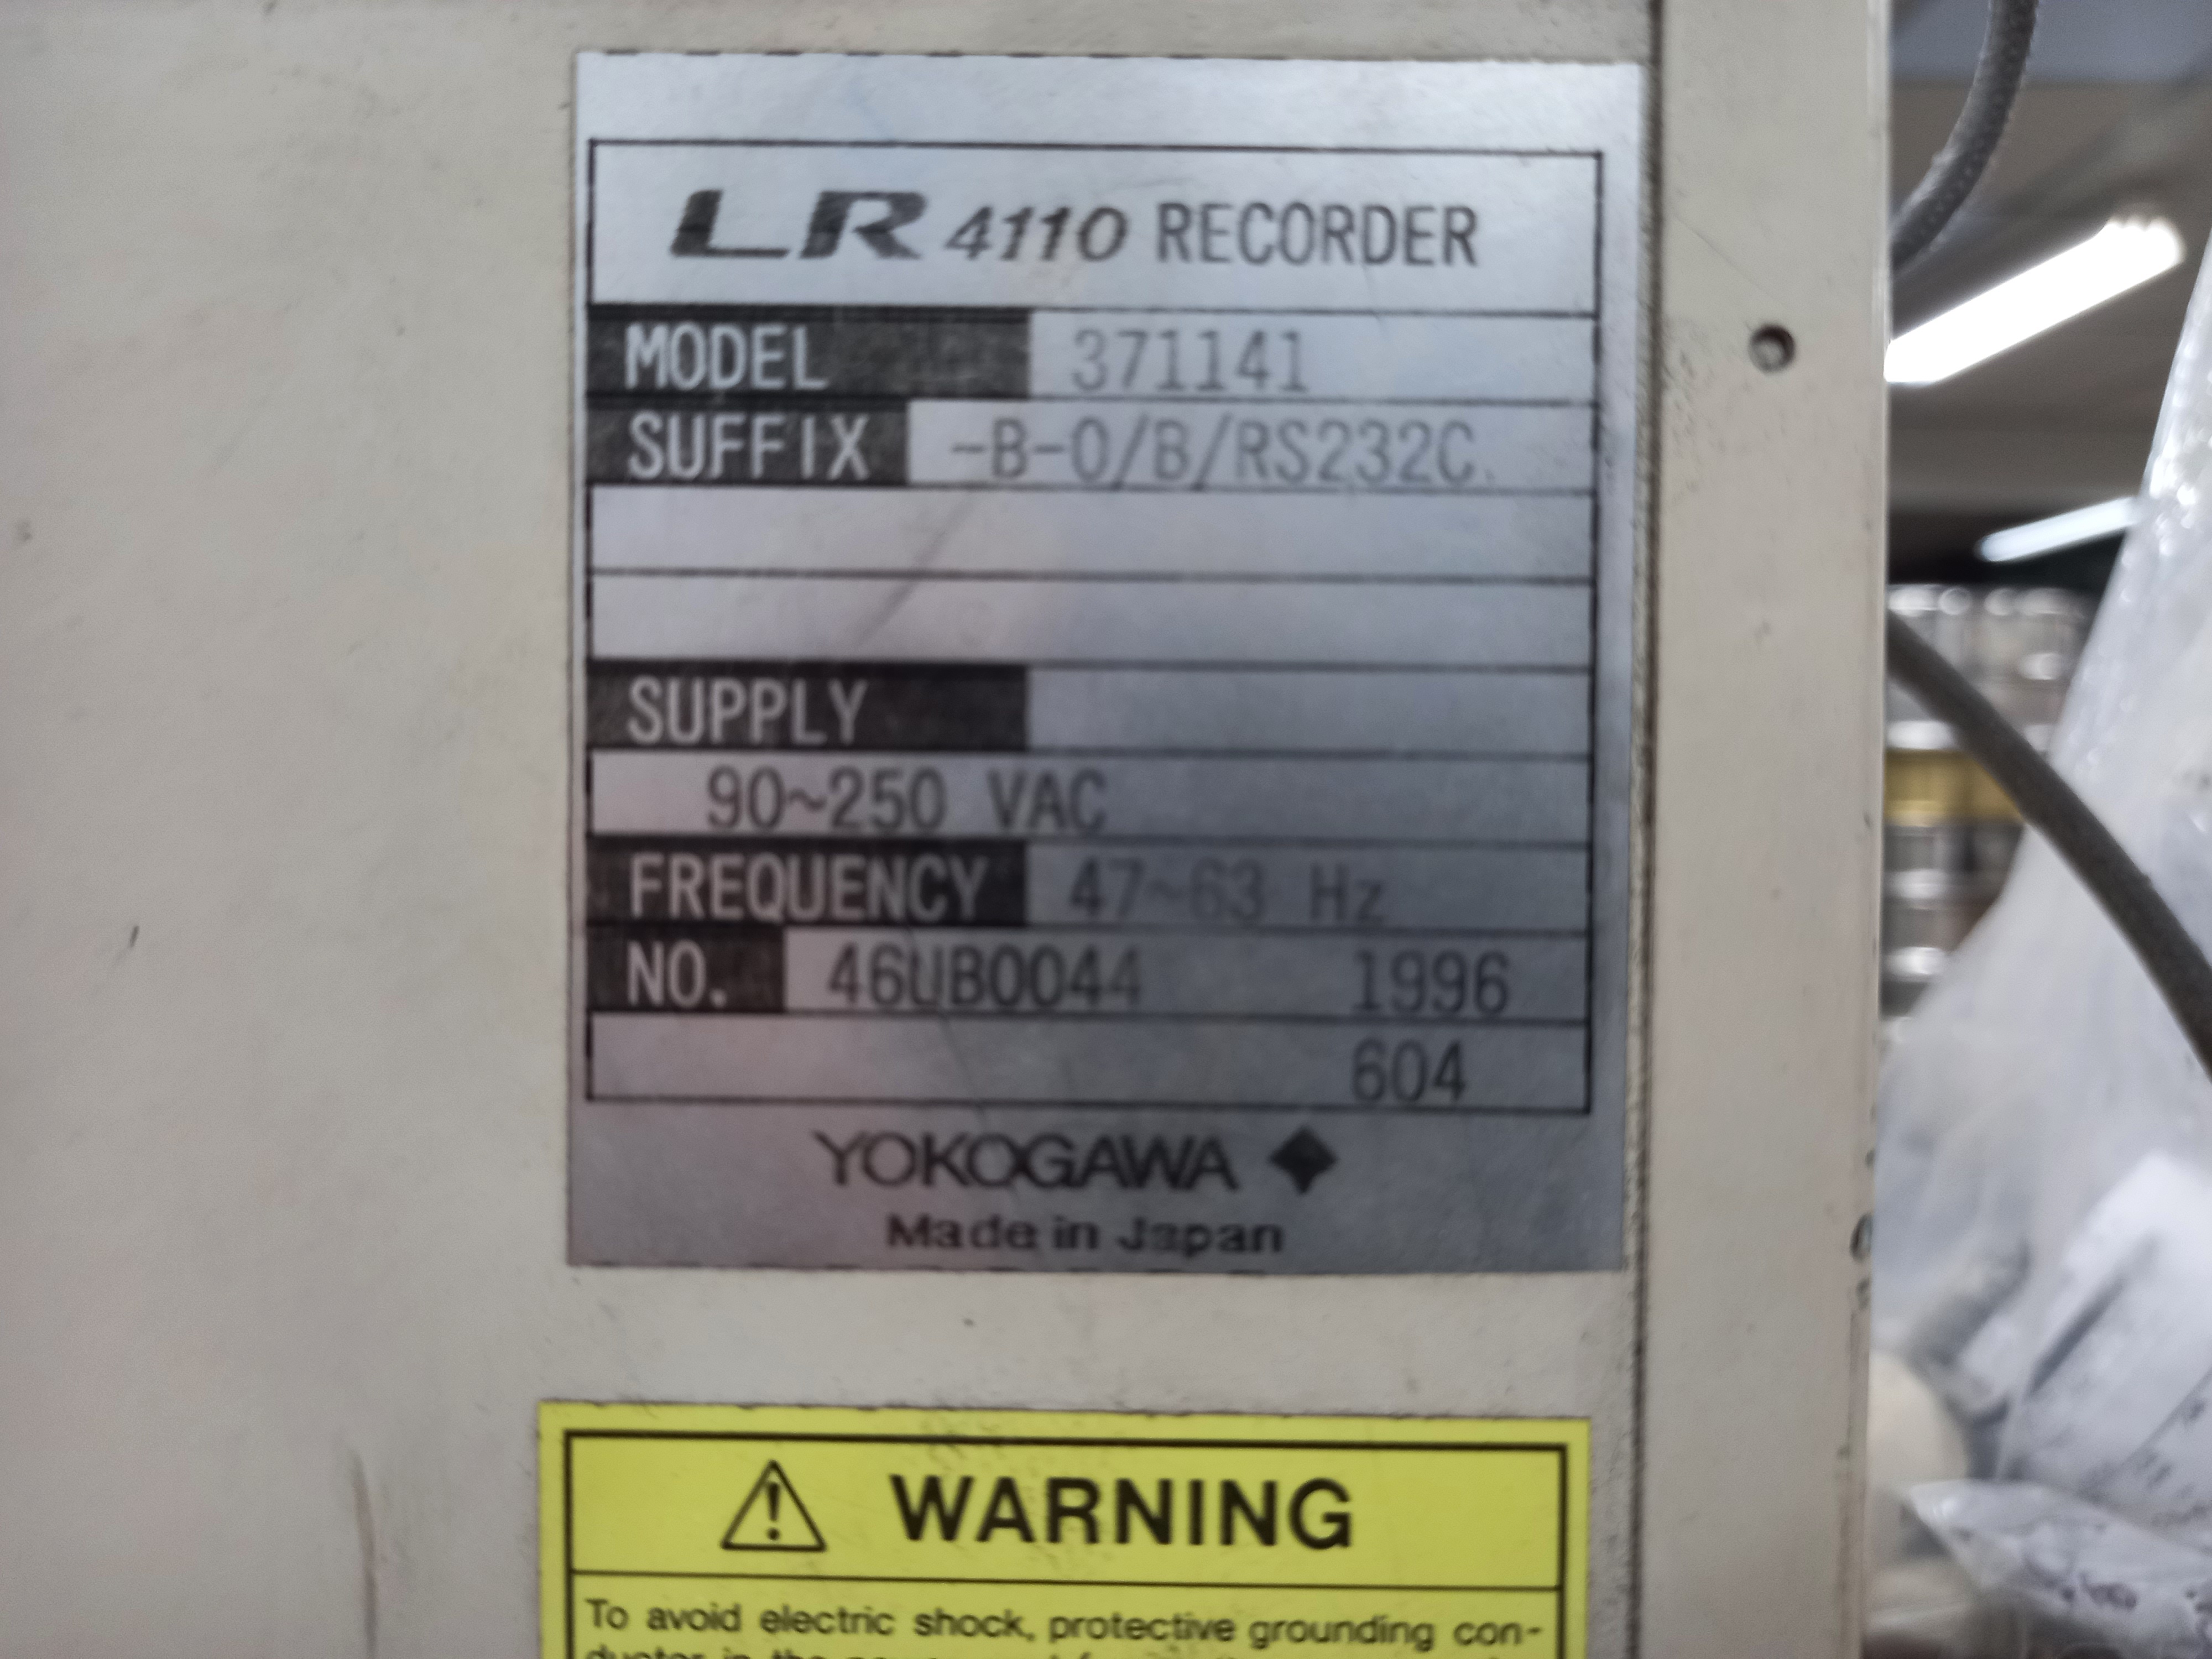 LR 4110 RECORDER
MODEL 371141
SUFFIX -B-0/B/RS232C
SUPPLY
90~250 VAC
FREQUENCY 47~63 Hz
NO. 46UB0044 1996
604
YOKOGAWA
Made in Japan
WARNING
To avoid electric shock, protective grounding con-